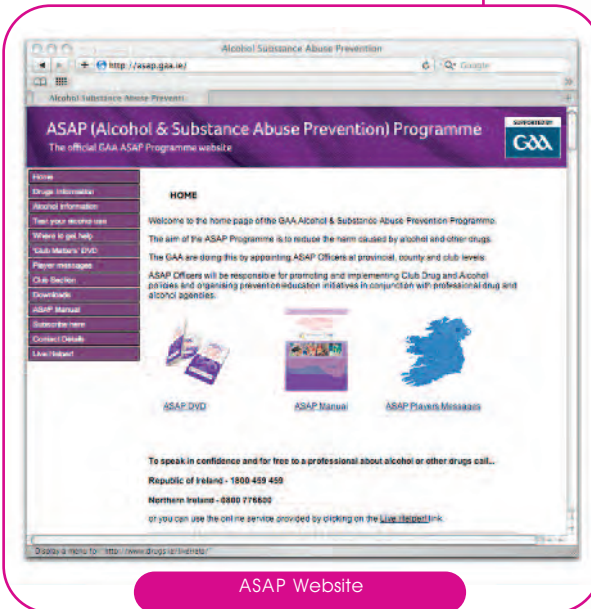 Alcohol Substance Abuse Prevention
http://asap.gaa.ie/
Google
Alcohol Substance Abuse Preventi...
ASAP (Alcohol & Substance Abuse Prevention) Programme
The official GAA ASAP Programme website
SUPPORTED BY
GAA
Home
Drugs Information
Alcohol Information
Test your alcohol use
Where to get help
'Club Matters' DVD
Player messages
Club Section
Downloads
ASAP Manual
Subscribe here
Contact Details
Live Helper!
HOME
Welcome to the home page of the GAA Alcohol & Substance Abuse Prevention Programme.
The aim of the ASAP Programme is to reduce the harm caused by alcohol and other drugs.
The GAA are doing this by appointing ASAP Officers at provincial, county and club levels.
ASAP Officers will be responsible for promoting and implementing Club Drug and Alcohol
policies and organising prevention/education initiatives in conjunction with professional drug and
alcohol agencies.
ASAP DVD
ASAP Manual
ASAP Players Messages
To speak in confidence and for free to a professional about alcohol or other drugs call...
Republic of Ireland - 1800 459 459
Northern Ireland - 0800 776600
or you can use the online service provided by clicking on the Live Helper! link.
Display a menu for "http://www.drugs.ie/livehelp/"
ASAP Website